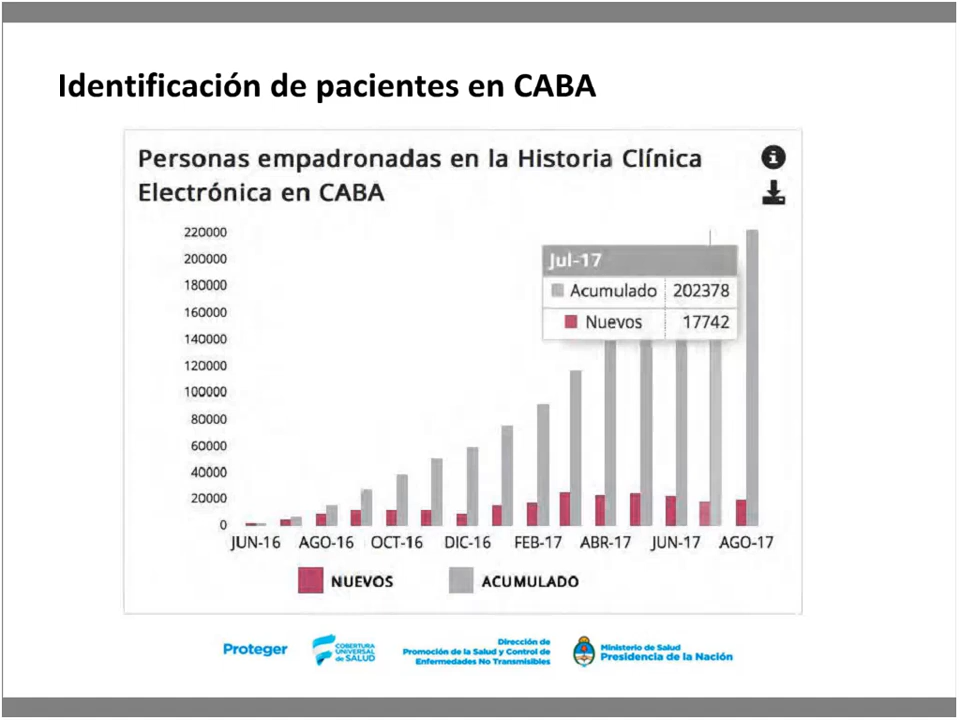 Identificación de pacientes en CABA
Personas empadronadas en la Historia Clínica
Electrónica en CABA
220000
200000
180000
160000
140000
120000
100000
80000
60000
40000
20000
0
Jul-17
Acumulado 202378
Nuevos 17742
JUN-16 AGO-16 OCT-16 DIC-16 FEB-17 ABR-17 JUN-17 AGO-17
NUEVOS ACUMULADO
Proteger
COBERTURA
UNIVERSAL
de SALUD
Dirección de
Promoción de la Salud y Control de
Enfermedades No Transmisibles
Ministerio de Salud
Presidencia de la Nación